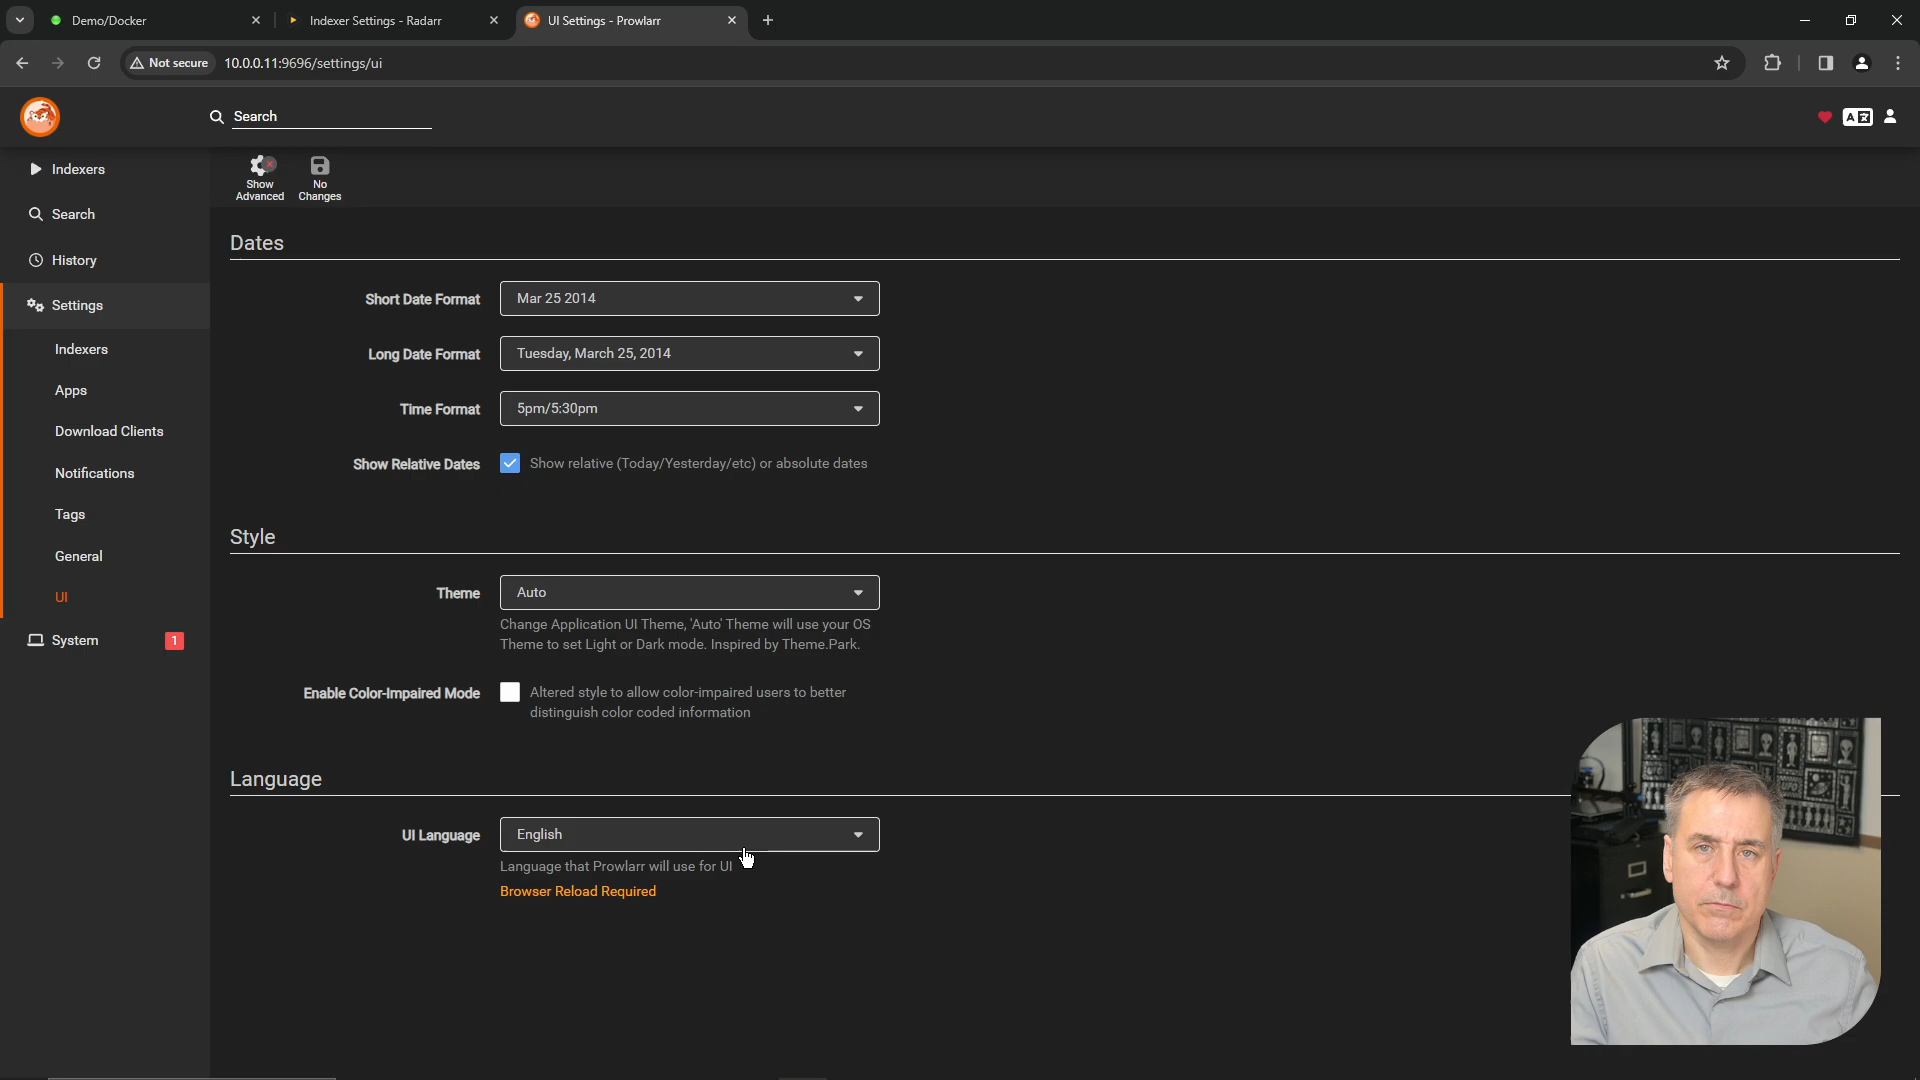 Demo/Docker
Indexer Settings - Radarr
UI Settings - Prowlarr
Not secure
10.0.0.11:9696/settings/ui
Search
Indexers
Search
History
Settings
Indexers
Apps
Download Clients
Notifications
Tags
General
UI
System
1
Show
Advanced
No
Changes
Dates
Short Date Format
Mar 25 2014
Long Date Format
Tuesday, March 25, 2014
Time Format
5pm/5:30pm
Show Relative Dates
Show relative (Today/Yesterday/etc) or absolute dates
Style
Theme
Auto
Change Application UI Theme, 'Auto' Theme will use your OS
Theme to set Light or Dark mode. Inspired by Theme.Park.
Enable Color-Impaired Mode
Altered style to allow color-impaired users to better
distinguish color coded information
Language
UI Language
English
Language that Prowlarr will use for UI
Browser Reload Required